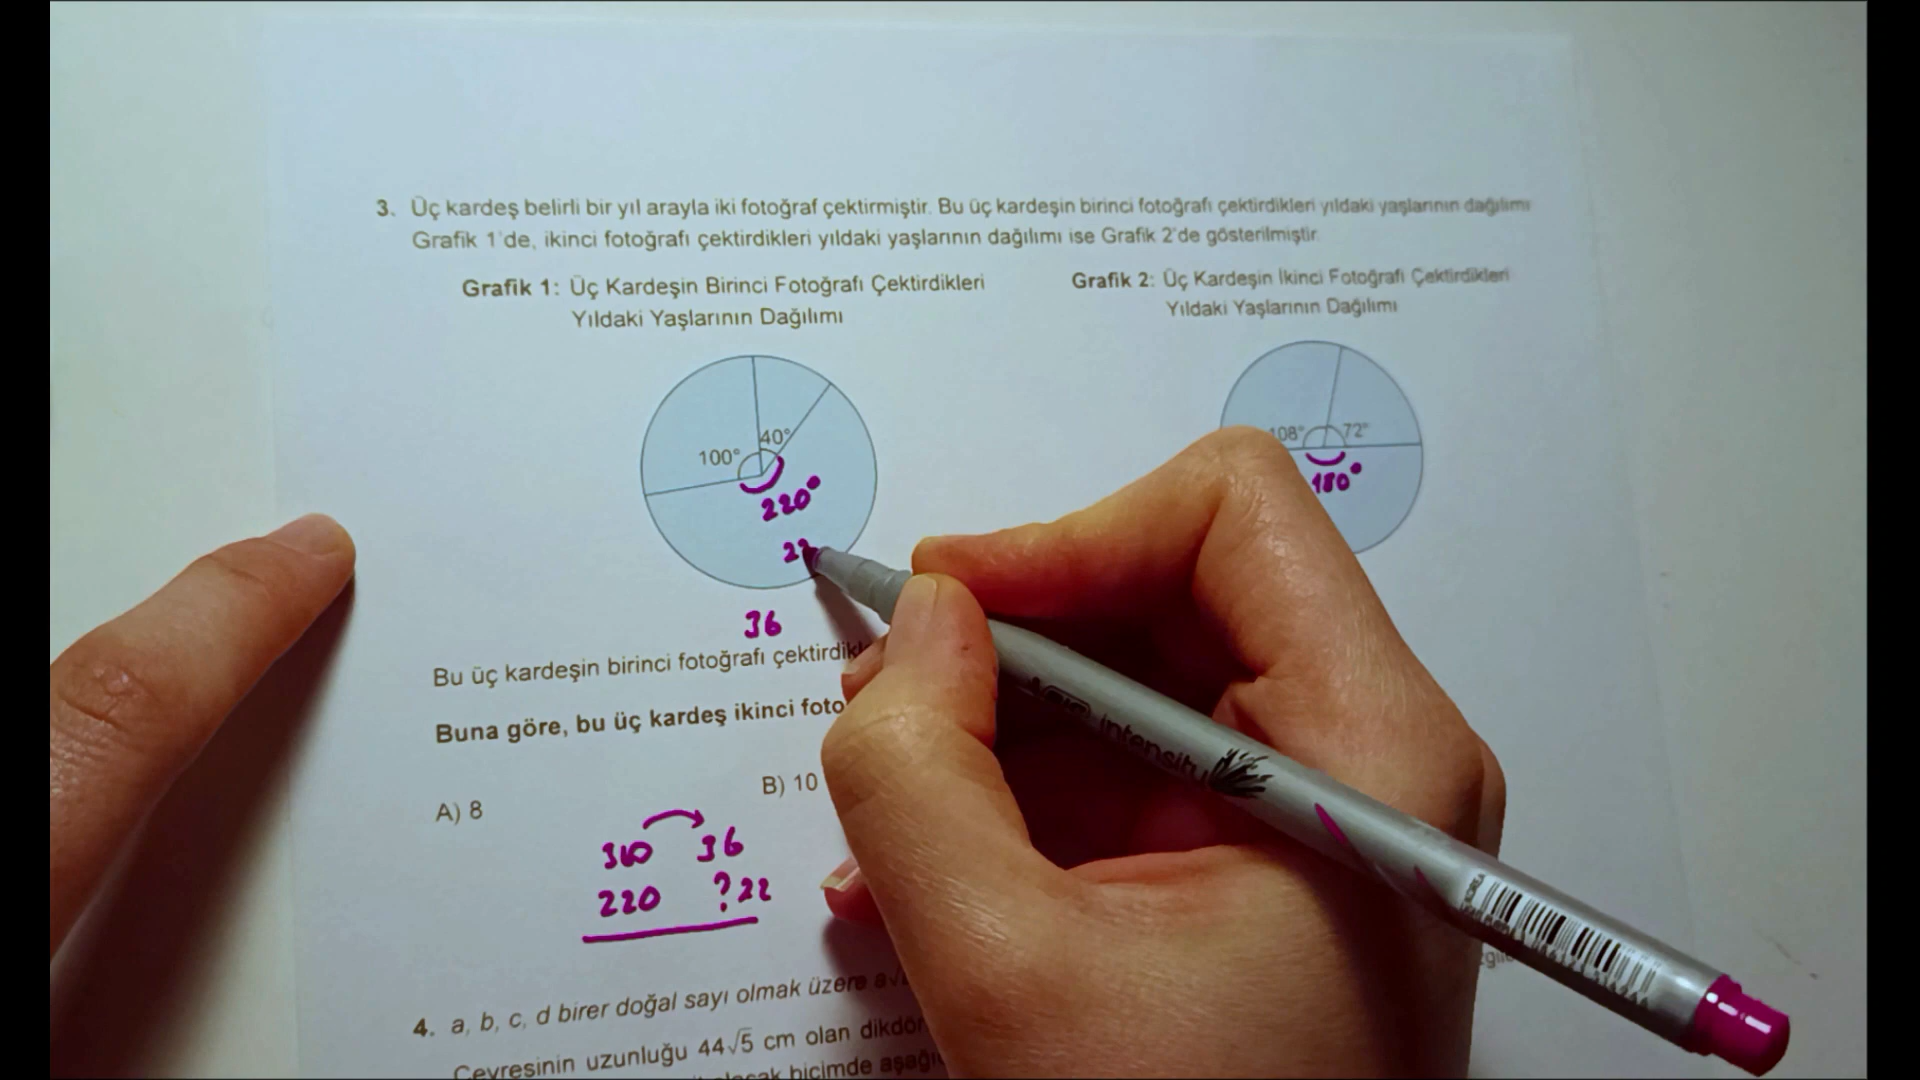 3. Üç kardeş belirli bir yıl arayla iki fotoğraf çektirmiştir. Bu üç kardeşin birinci fotoğrafı çektirdikleri yıldaki yaşlarının dağılımı
Grafik 1'de, ikinci fotoğrafı çektirdikleri yıldaki yaşlarının dağılımı ise Grafik 2'de gösterilmiştir.
Grafik 1: Üç Kardeşin Birinci Fotoğrafı Çektirdikleri
Yıldaki Yaşlarının Dağılımı
Grafik 2: Üç Kardeşin İkinci Fotoğrafı Çektirdikleri
Yıldaki Yaşlarının Dağılımı
40°
100°
220°
22
36
108° 72°
180°
Bu üç kardeşin birinci fotoğrafı
Buna göre, bu üç kardeş ikinci
A) 8
B) 10
360 36
220 ? 22
4. a, b, c, d birer doğal sayı olmak üzere
Çevresinin uzunluğu 44√5 cm olan
biçimde
intensity